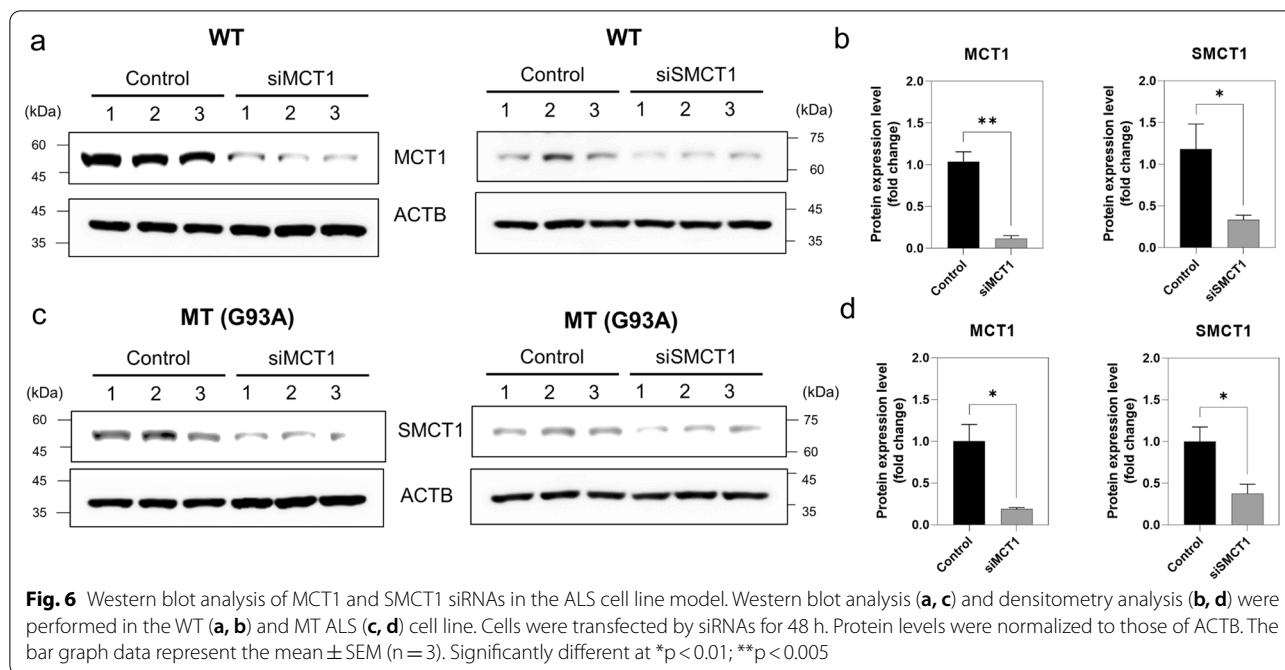 a
WT
Control siMCT1
(kDa) 1 2 3 1 2 3
60
45
45
35
WT
Control siSMCT1
1 2 3 1 2 3 (kDa)
75
60
45
35
MCT1
ACTB
b
MCT1
Protein expression level
(fold change)
2.0
1.5
1.0
0.5
0.0
**
Control
siMCT1
SMCT1
Protein expression level
(fold change)
2.0
1.5
1.0
0.5
0.0
*
Control
siSMCT1
c
MT (G93A)
Control siMCT1
(kDa) 1 2 3 1 2 3
60
45
45
35
MT (G93A)
Control siSMCT1
1 2 3 1 2 3 (kDa)
75
60
45
35
SMCT1
ACTB
d
MCT1
Protein expression level
(fold change)
2.0
1.5
1.0
0.5
0.0
*
Control
siMCT1
SMCT1
Protein expression level
(fold change)
2.0
1.5
1.0
0.5
0.0
*
Control
siSMCT1
Fig. 6 Western blot analysis of MCT1 and SMCT1 siRNAs in the ALS cell line model. Western blot analysis (a, c) and densitometry analysis (b, d) were
performed in the WT (a, b) and MT ALS (c, d) cell line. Cells were transfected by siRNAs for 48 h. Protein levels were normalized to those of ACTB. The
bar graph data represent the mean ± SEM (n = 3). Significantly different at *p < 0.01; **p < 0.005